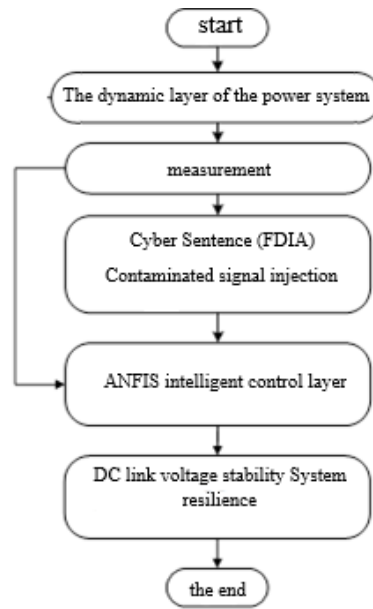 start
The dynamic layer of the power system
measurement
Cyber Sentence (FDIA)
Contaminated signal injection
ANFIS intelligent control layer
DC link voltage stability System
resilience
the end